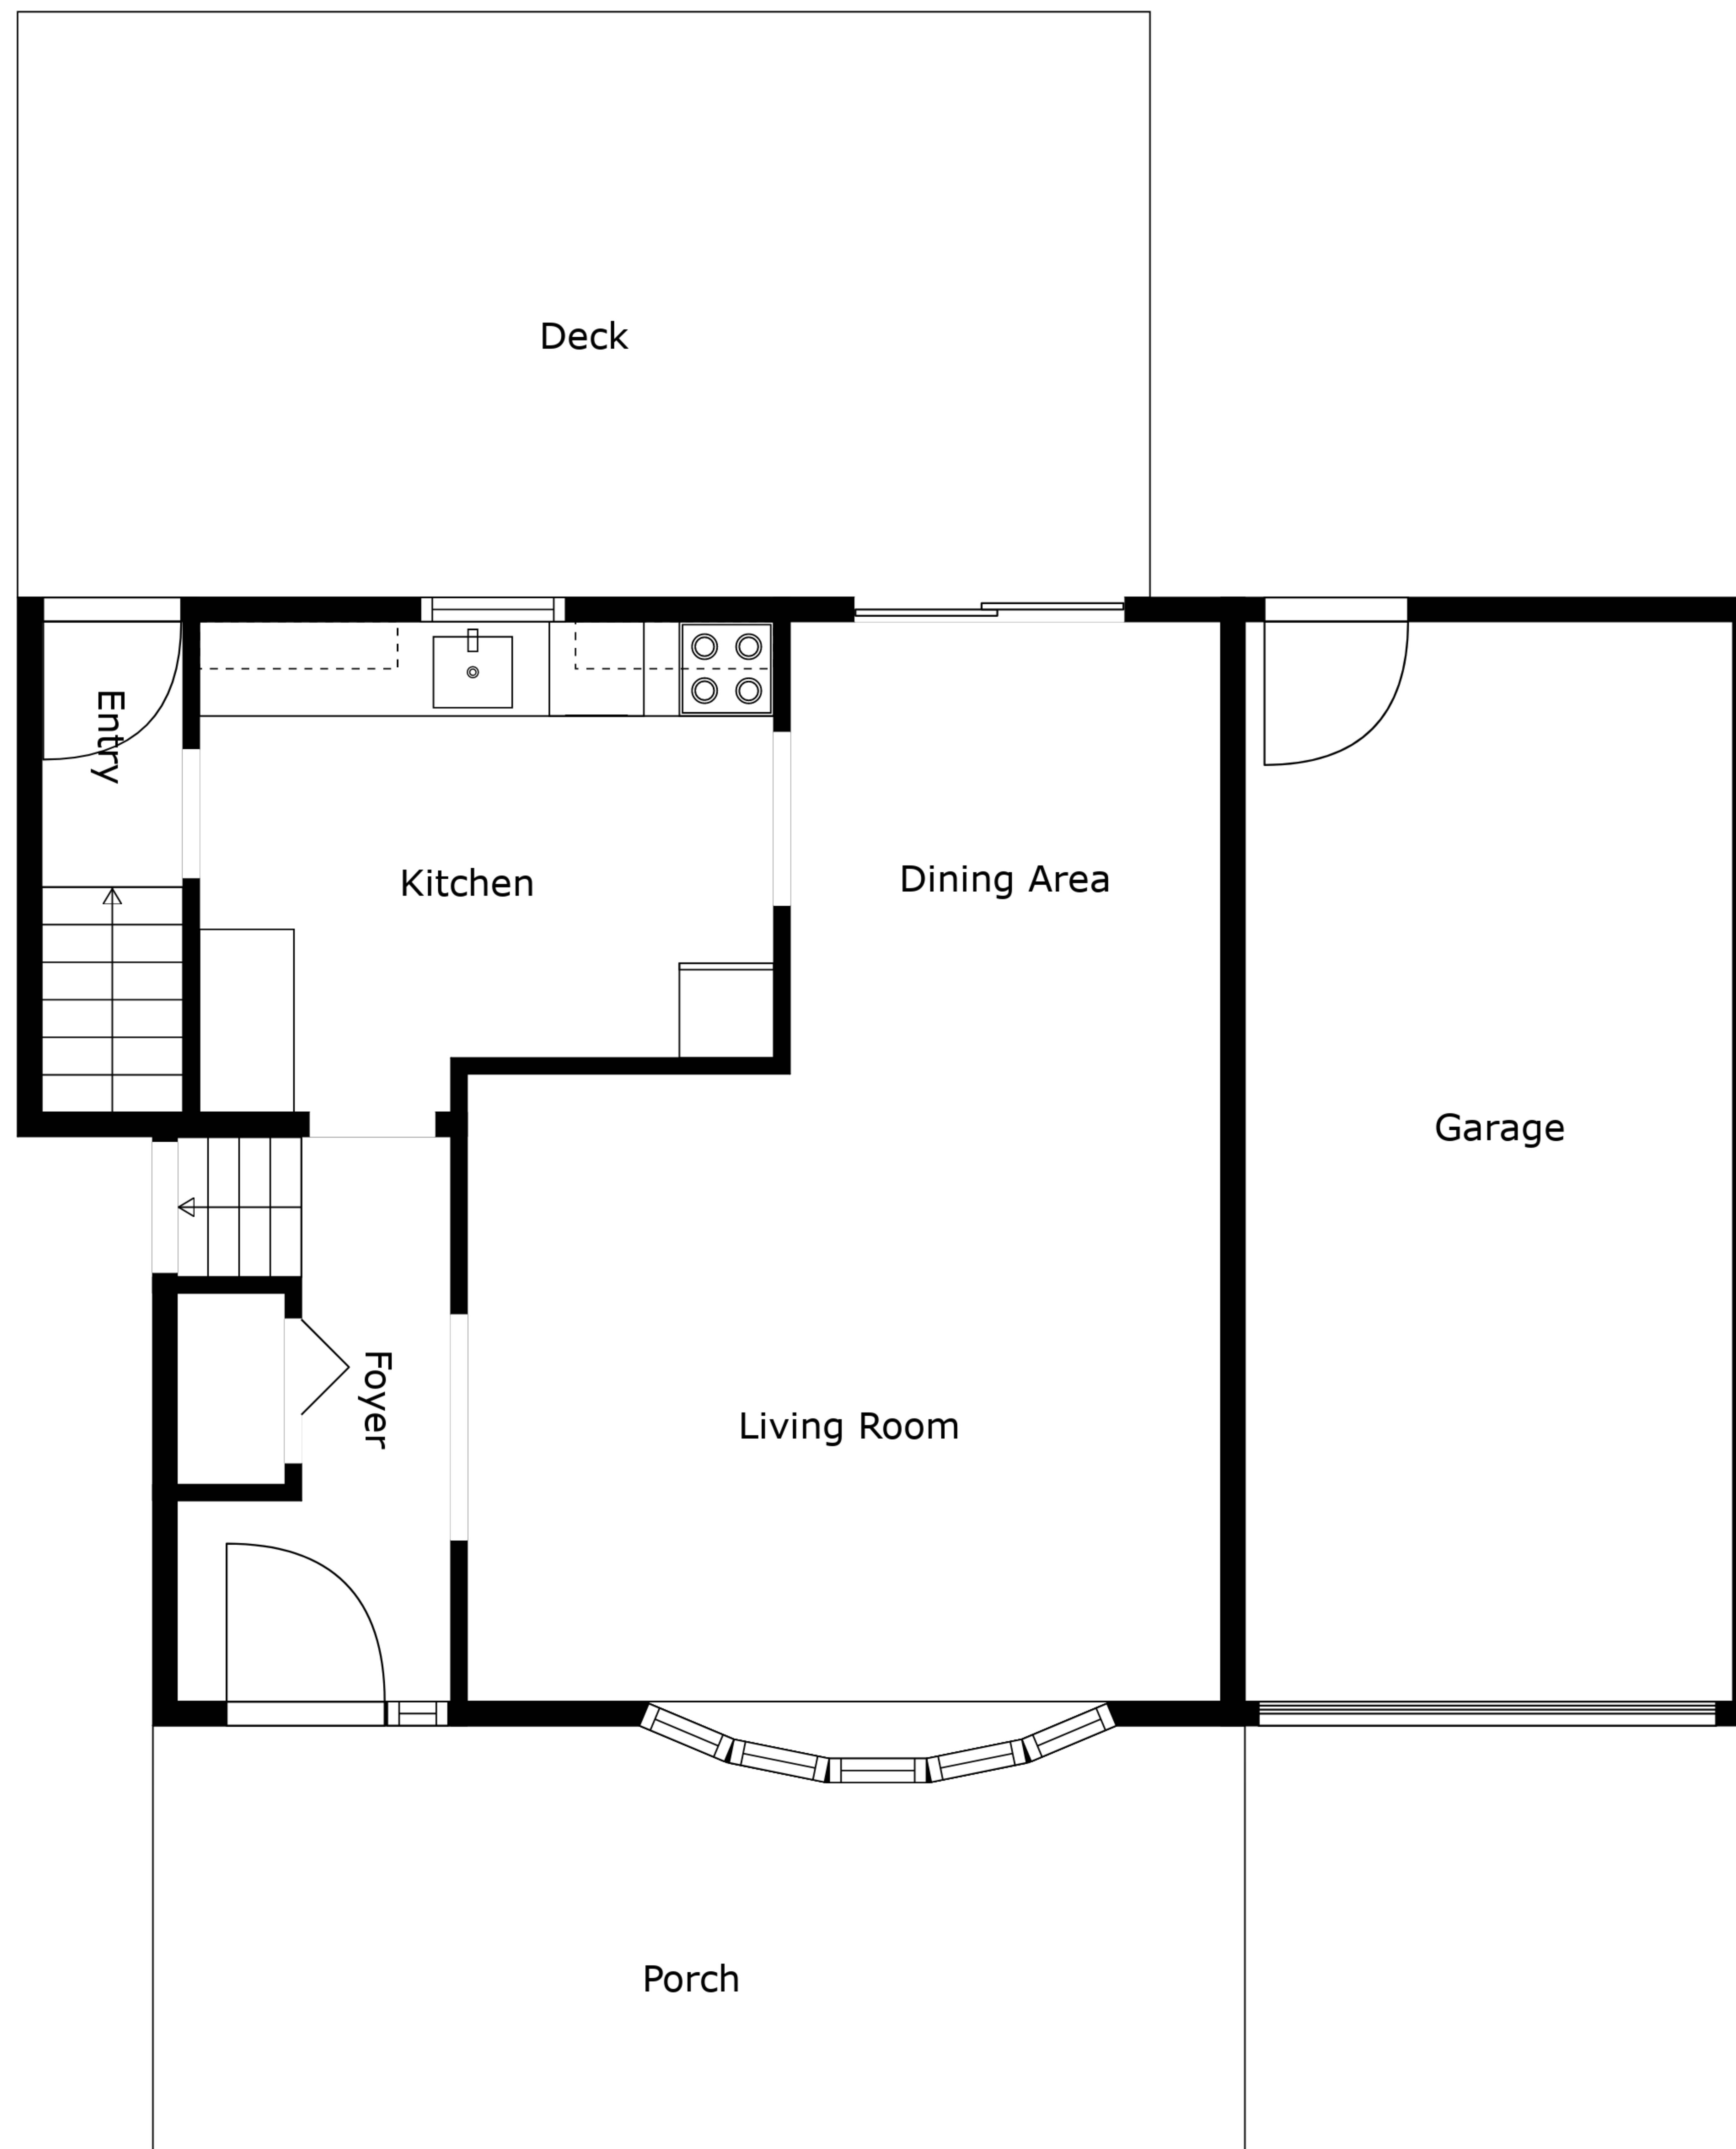 Deck
Entry
Kitchen
Dining Area
Garage
Foyer
Living Room
Porch